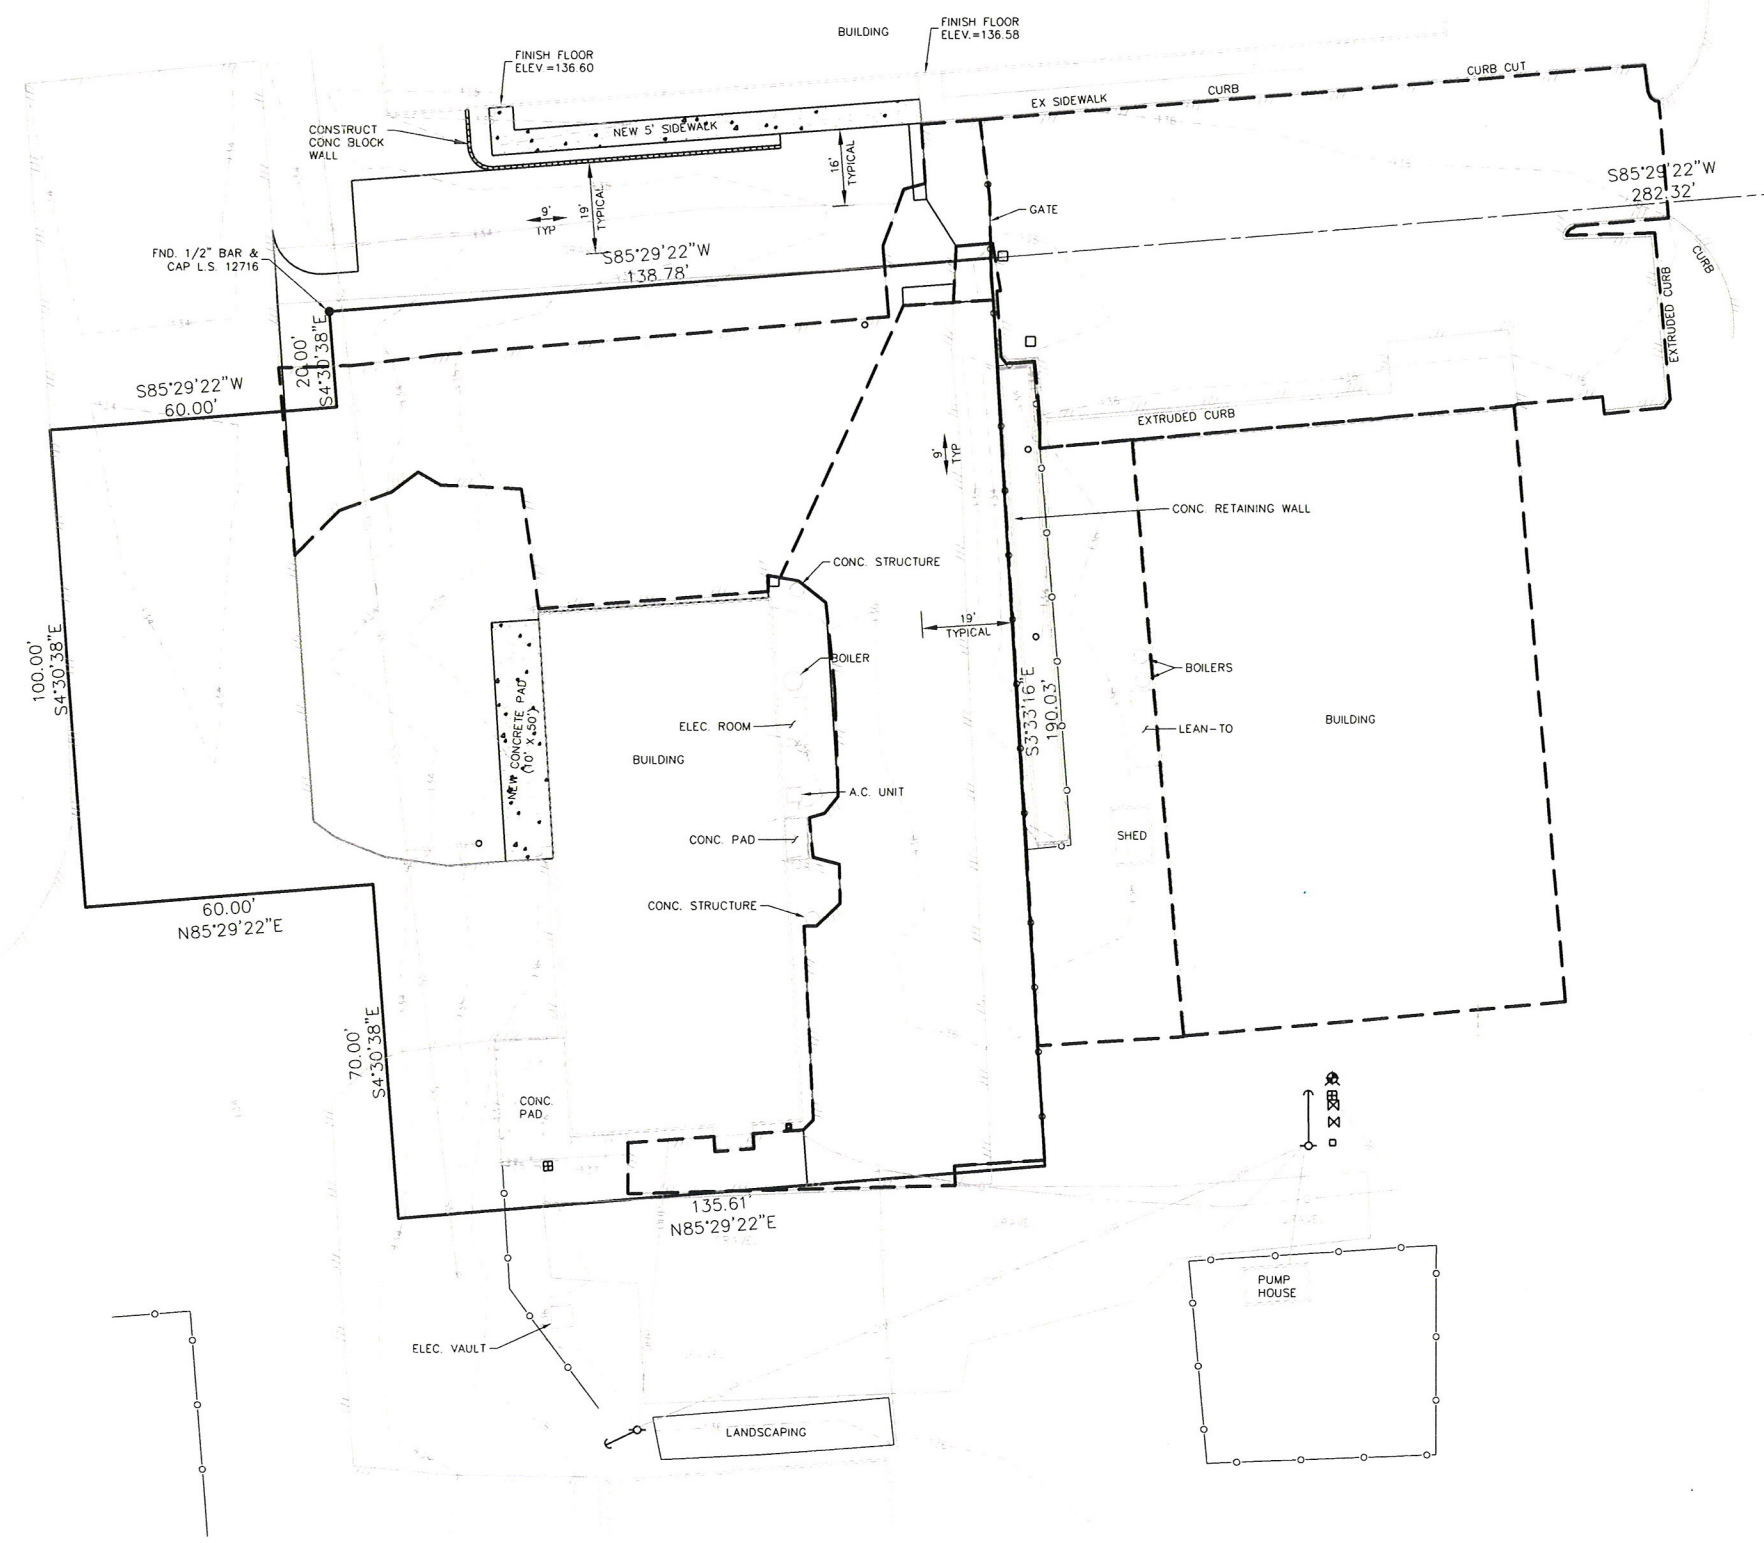 BUILDING
FINISH FLOOR
ELEV.=136.58
FINISH FLOOR
ELEV.=136.60
CURB CUT
CURB
EX SIDEWALK
NEW 5' SIDEWALK
CONSTRUCT
CONC BLOCK
WALL
16'
TYPICAL
S85°29'22"W
282.32'
9'
TYP
19'
TYPICAL
GATE
FND. 1/2" BAR &
CAP L.S. 12716
S85°29'22"W
138.78'
CURB
EXTRUDED CURB
20.00'
S4°30'38"E
S85°29'22"W
60.00'
EXTRUDED CURB
9'
TYP
CONC. RETAINING WALL
CONC. STRUCTURE
19'
TYPICAL
100.00'
S4°30'38"E
BOILER
BOILERS
S3°33'16"E
190.03'
NEW CONCRETE PAD
(10' X 50')
ELEC. ROOM
LEAN-TO
BUILDING
BUILDING
A.C. UNIT
CONC. PAD
SHED
CONC. STRUCTURE
60.00'
N85°29'22"E
70.00'
S4°30'38"E
CONC.
PAD
135.61'
N85°29'22"E
GRAVEL
PUMP
HOUSE
ELEC. VAULT
LANDSCAPING